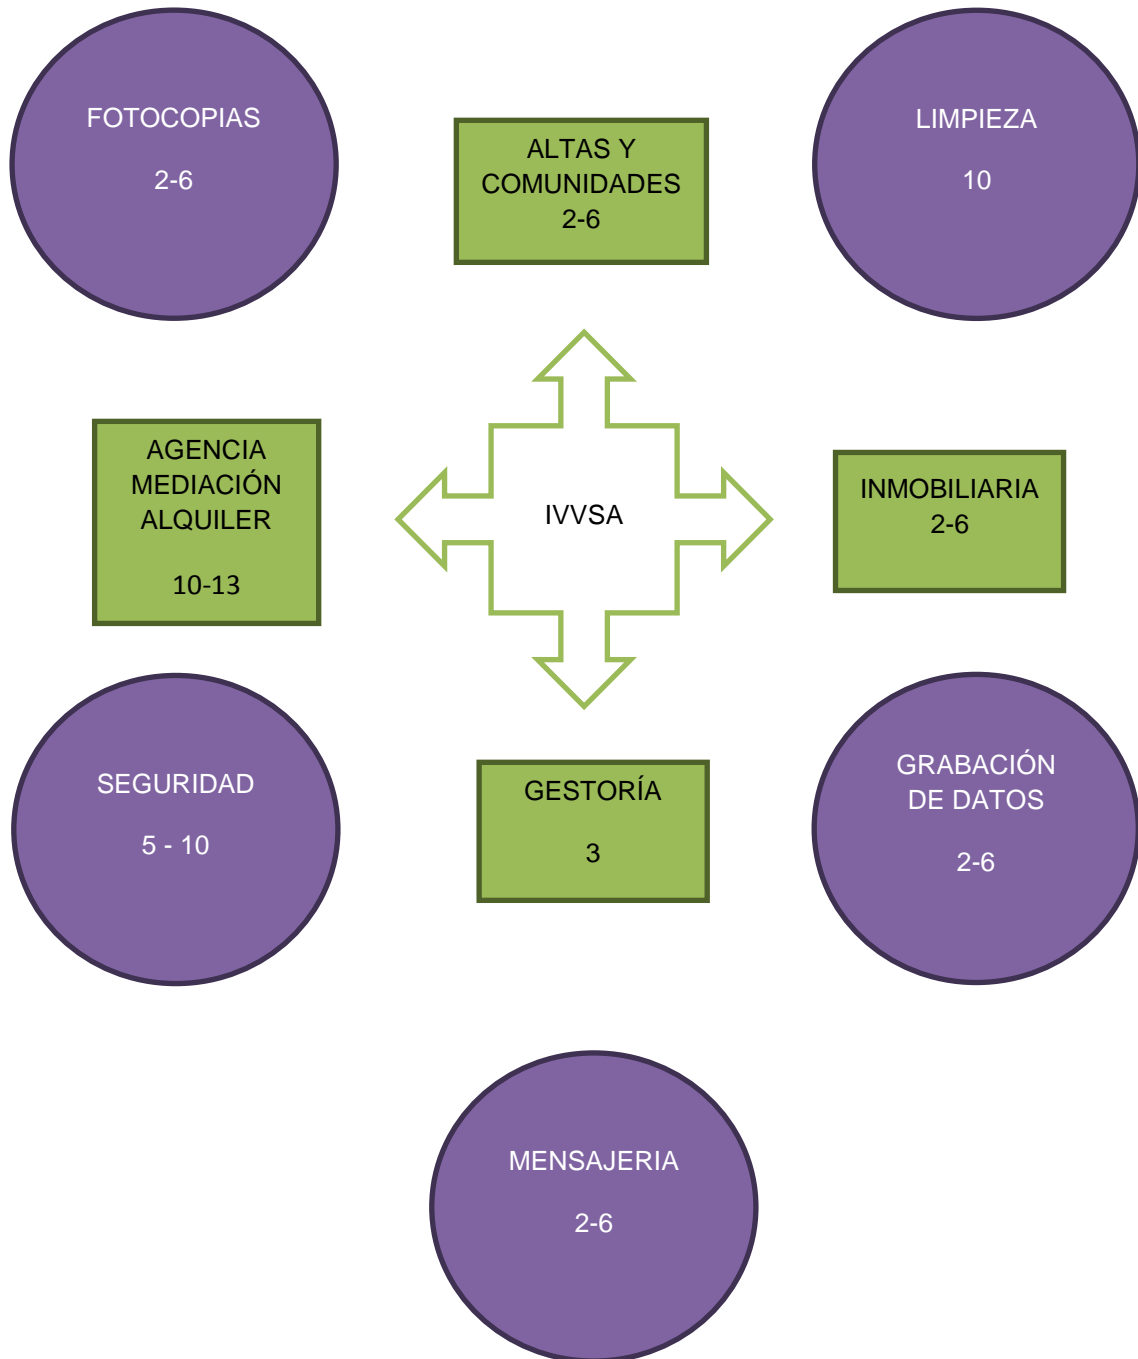 FOTOCOPIAS
2-6
ALTAS Y
COMUNIDADES
2-6
LIMPIEZA
10
AGENCIA
MEDIACIÓN
ALQUILER
10-13
IVVSA
INMOBILIARIA
2-6
SEGURIDAD
5 - 10
GESTORÍA
3
GRABACIÓN
DE DATOS
2-6
MENSAJERIA
2-6